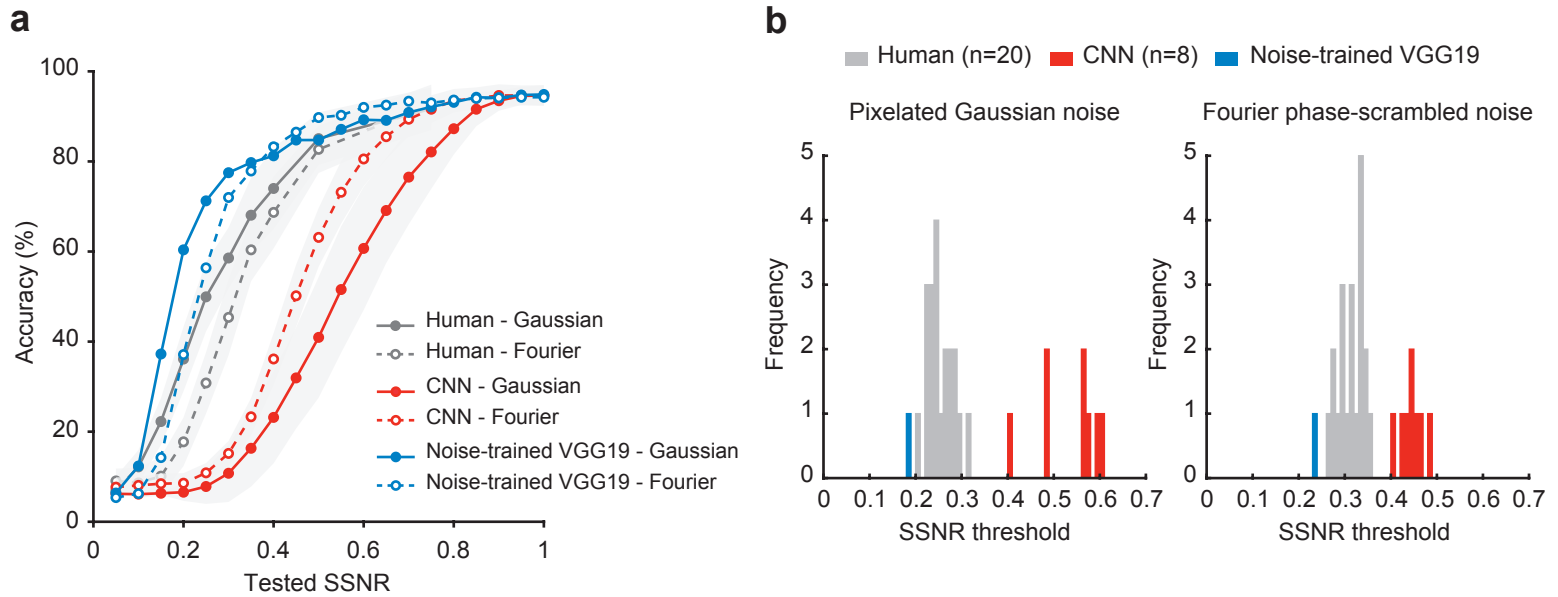 a
100
80
60
40
20
0
Accuracy (%)
0
0.2
0.4
0.6
0.8
1
Tested SSNR
Human - Gaussian
Human - Fourier
CNN - Gaussian
CNN - Fourier
Noise-trained VGG19 - Gaussian
Noise-trained VGG19 - Fourier
b
Human (n=20) CNN (n=8) Noise-trained VGG19
Pixelated Gaussian noise
5
4
3
2
1
0
Frequency
0 0.1 0.2 0.3 0.4 0.5 0.6 0.7
SSNR threshold
Fourier phase-scrambled noise
5
4
3
2
1
0
Frequency
0 0.1 0.2 0.3 0.4 0.5 0.6 0.7
SSNR threshold